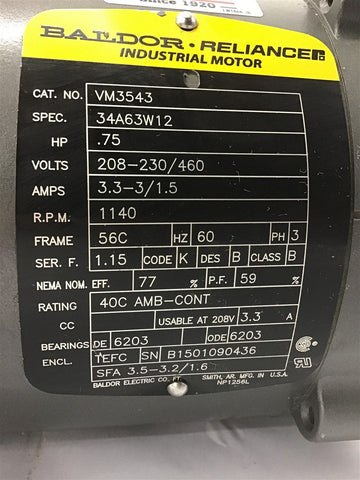 Since 1920
BALDOR · RELIANCE
INDUSTRIAL MOTOR
CAT. NO. VM3543
SPEC. 34A63W12
HP .75
VOLTS 208-230/460
AMPS 3.3-3/1.5
R.P.M. 1140
FRAME 56C HZ 60 PH 3
SER. F. 1.15 CODE K DES B CLASS B
NEMA NOM. EFF. 77 % P.F. 59 %
RATING 40C AMB-CONT
CC USABLE AT 208V 3.3 A
BEARINGS DE 6203 ODE 6203
ENCL. TEFC SN B1501090436
SFA 3.5-3.2/1.6
BALDOR ELECTRIC CO. FT. SMITH, AR. MFG. IN U.S.A.
NP1256L